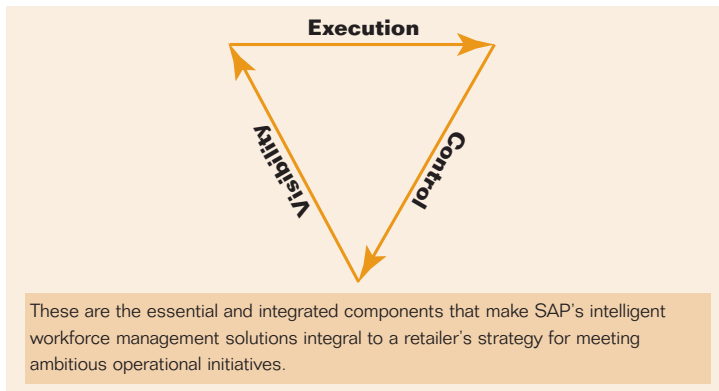 Execution
Visibility
Control
These are the essential and integrated components that make SAP's intelligent
workforce management solutions integral to a retailer's strategy for meeting
ambitious operational initiatives.